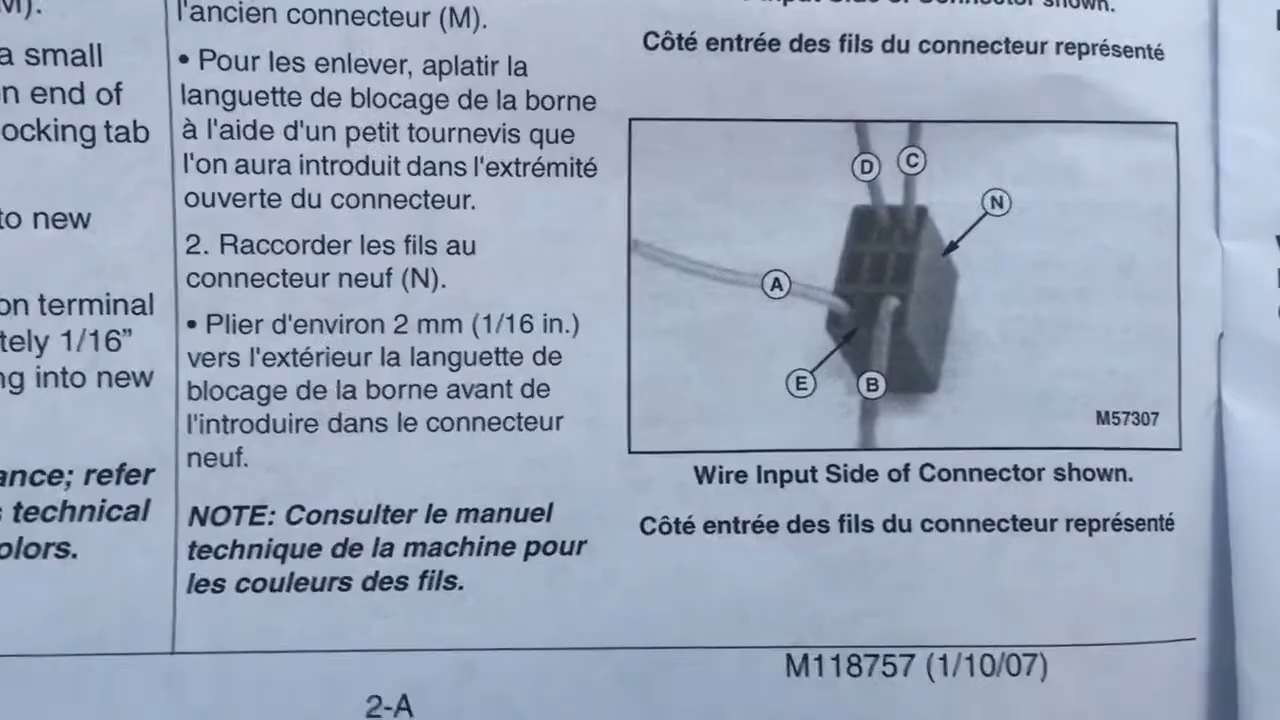 a small
n end of
ocking tab
to new
on terminal
tely 1/16”
ng into new
ance; refer
technical
olors.
l'ancien connecteur (M).
• Pour les enlever, aplatir la
languette de blocage de la borne
à l'aide d'un petit tournevis que
l'on aura introduit dans l'extrémité
ouverte du connecteur.
2. Raccorder les fils au
connecteur neuf (N).
• Plier d'environ 2 mm (1/16 in.)
vers l'extérieur la languette de
blocage de la borne avant de
l'introduire dans le connecteur
neuf.
NOTE: Consulter le manuel
technique de la machine pour
les couleurs des fils.
Input Side of Connector shown.
Côté entrée des fils du connecteur représenté
D C
N
A
E B
M57307
Wire Input Side of Connector shown.
Côté entrée des fils du connecteur représenté
M118757 (1/10/07)
2-A